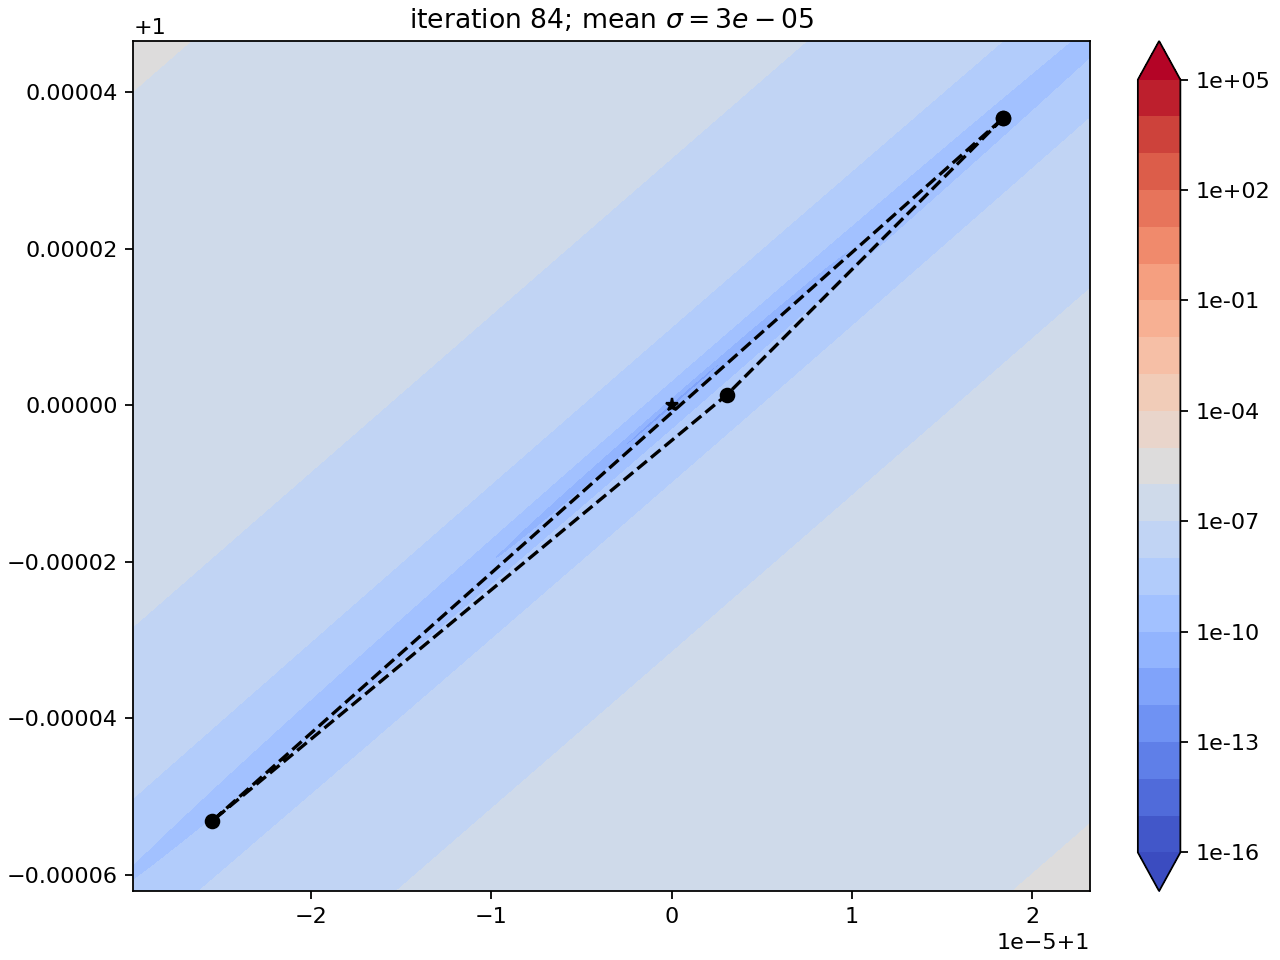 iteration 84; mean σ = 3e − 05
+1
0.00004
0.00002
0.00000
−0.00002
−0.00004
−0.00006
−2
−1
0
1
2
1e−5+1
1e+05
1e+02
1e-01
1e-04
1e-07
1e-10
1e-13
1e-16